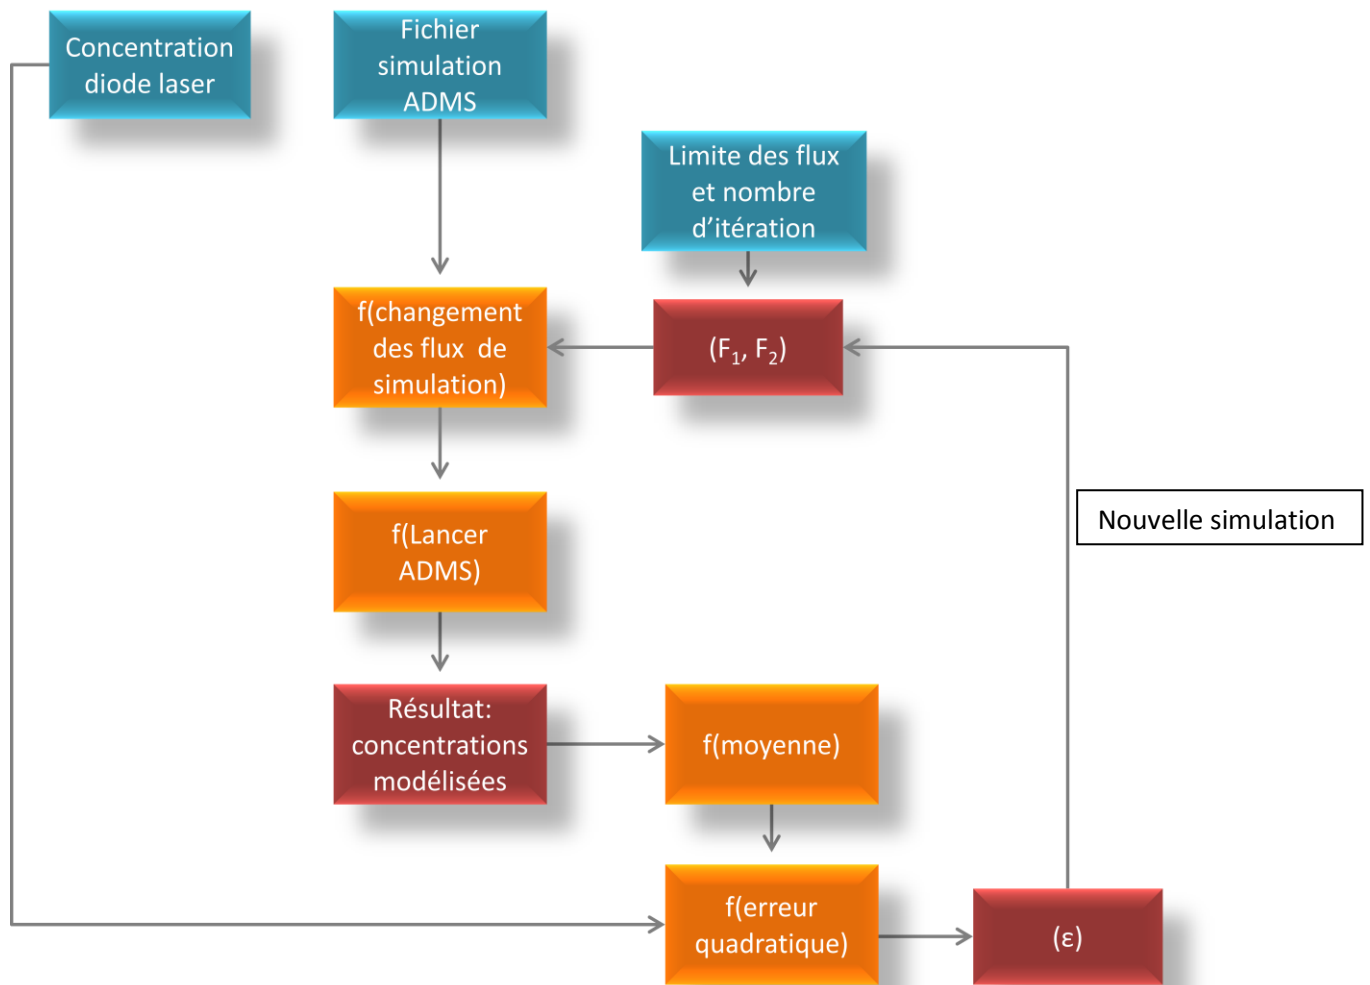 Concentration
diode laser
Fichier
simulation
ADMS
Limite des flux
et nombre
d'itération
f(changement
des flux de
simulation)
(F₁, F₂)
f(Lancer
ADMS)
Nouvelle simulation
Résultat:
concentrations
modélisées
f(moyenne)
f(erreur
quadratique)
(ε)